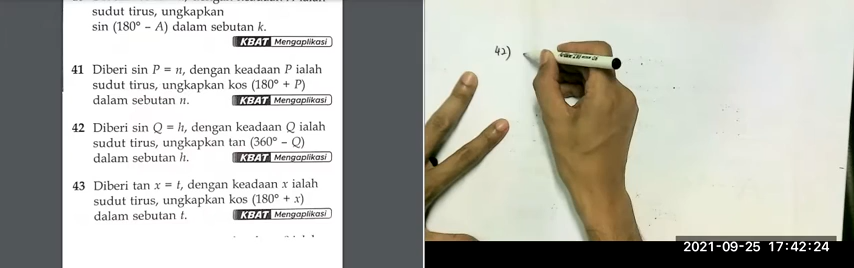 sudut tirus, ungkapkan
sin (180° – A) dalam sebutan k.
KBAT Mengaplikasi
41 Diberi sin P = n, dengan keadaan P ialah
sudut tirus, ungkapkan kos (180° + P)
dalam sebutan n. KBAT Mengaplikasi
42 Diberi sin Q = h, dengan keadaan Q ialah
sudut tirus, ungkapkan tan (360° – Q)
dalam sebutan h. KBAT Mengaplikasi
43 Diberi tan x = t, dengan keadaan x ialah
sudut tirus, ungkapkan kos (180° + x)
dalam sebutan t. KBAT Mengaplikasi
42)
2021-09-25 17:42:24